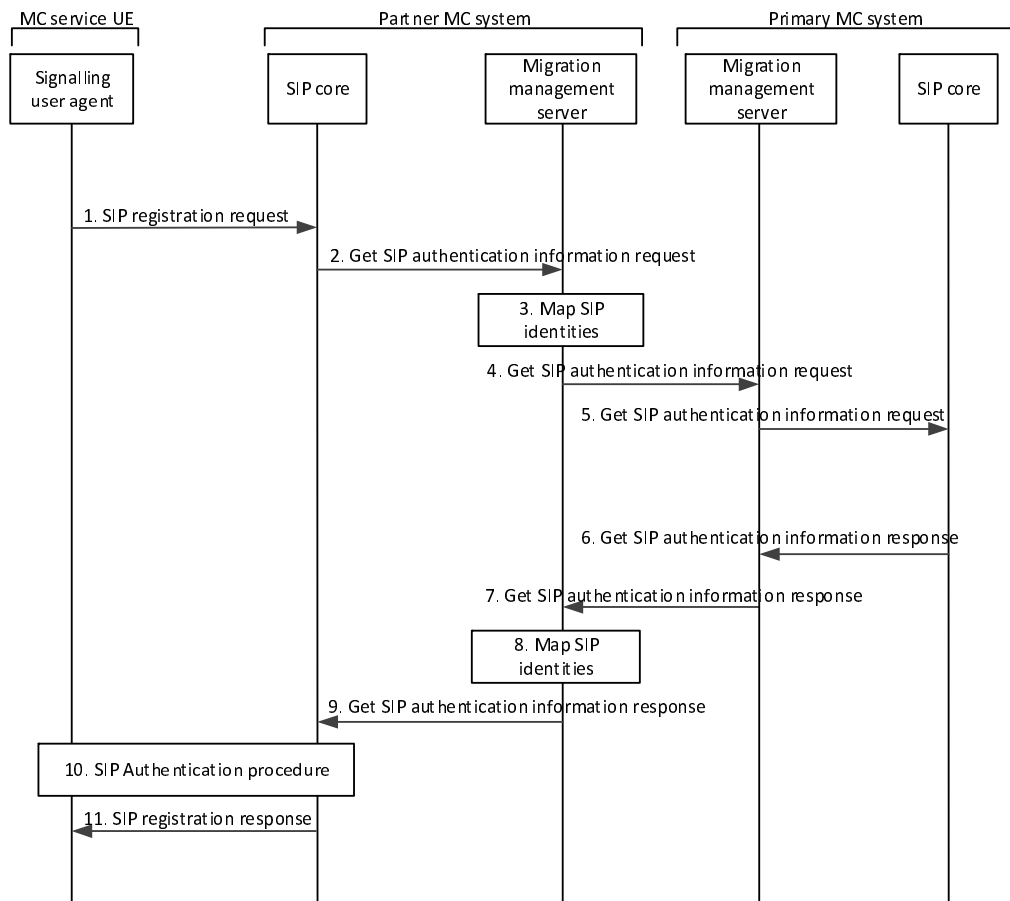 MC service UE
Partner MC system
Primary MC system
Signalling
user agent
SIP core
Migration
management
server
Migration
management
server
SIP core
1. SIP registration request
2. Get SIP authentication information request
3. Map SIP
identities
4. Get SIP authentication information request
5. Get SIP authentication information request
6. Get SIP authentication information response
7. Get SIP authentication information response
8. Map SIP
identities
9. Get SIP authentication information response
10. SIP Authentication procedure
11. SIP registration response